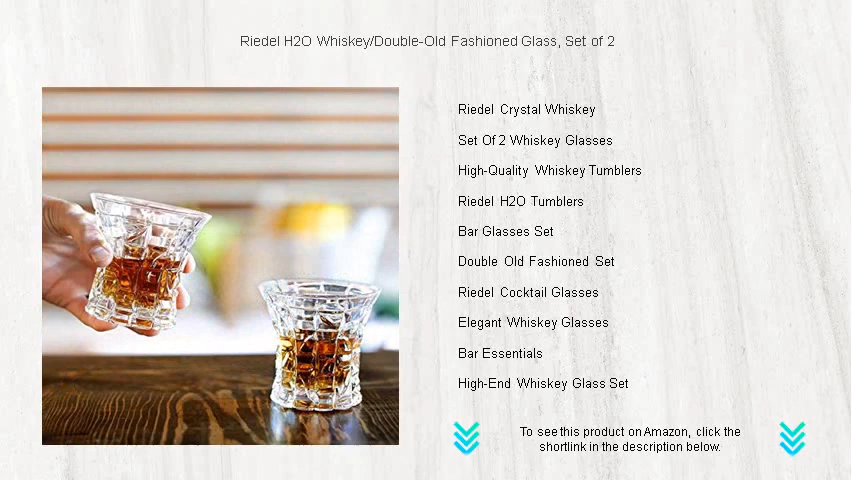 Riedel H2O Whiskey/Double-Old Fashioned Glass, Set of 2
Riedel Crystal Whiskey
Set Of 2 Whiskey Glasses
High-Quality Whiskey Tumblers
Riedel H2O Tumblers
Bar Glasses Set
Double Old Fashioned Set
Riedel Cocktail Glasses
Elegant Whiskey Glasses
Bar Essentials
High-End Whiskey Glass Set
To see this product on Amazon, click the
shortlink in the description below.